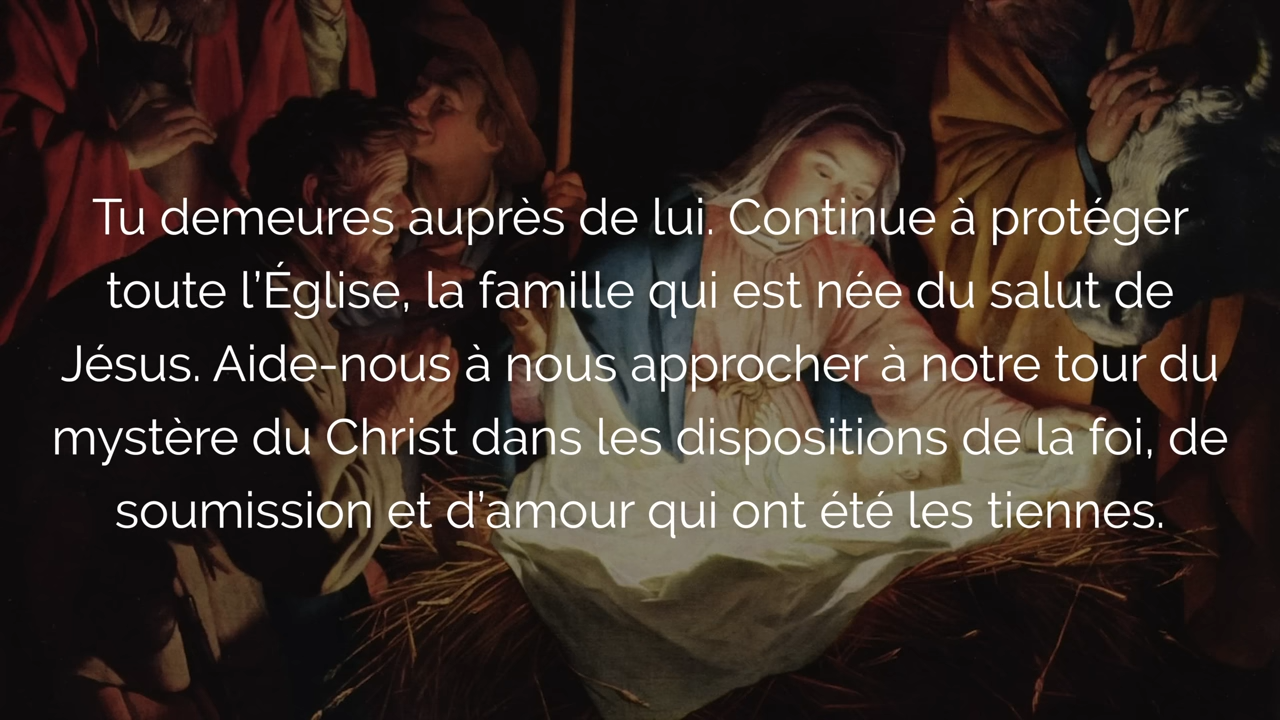 Tu demeures auprès de lui. Continue à protéger
toute l’Église, la famille qui est née du salut de
Jésus. Aide-nous à nous approcher à notre tour du
mystère du Christ dans les dispositions de la foi, de
soumission et d’amour qui ont été les tiennes.